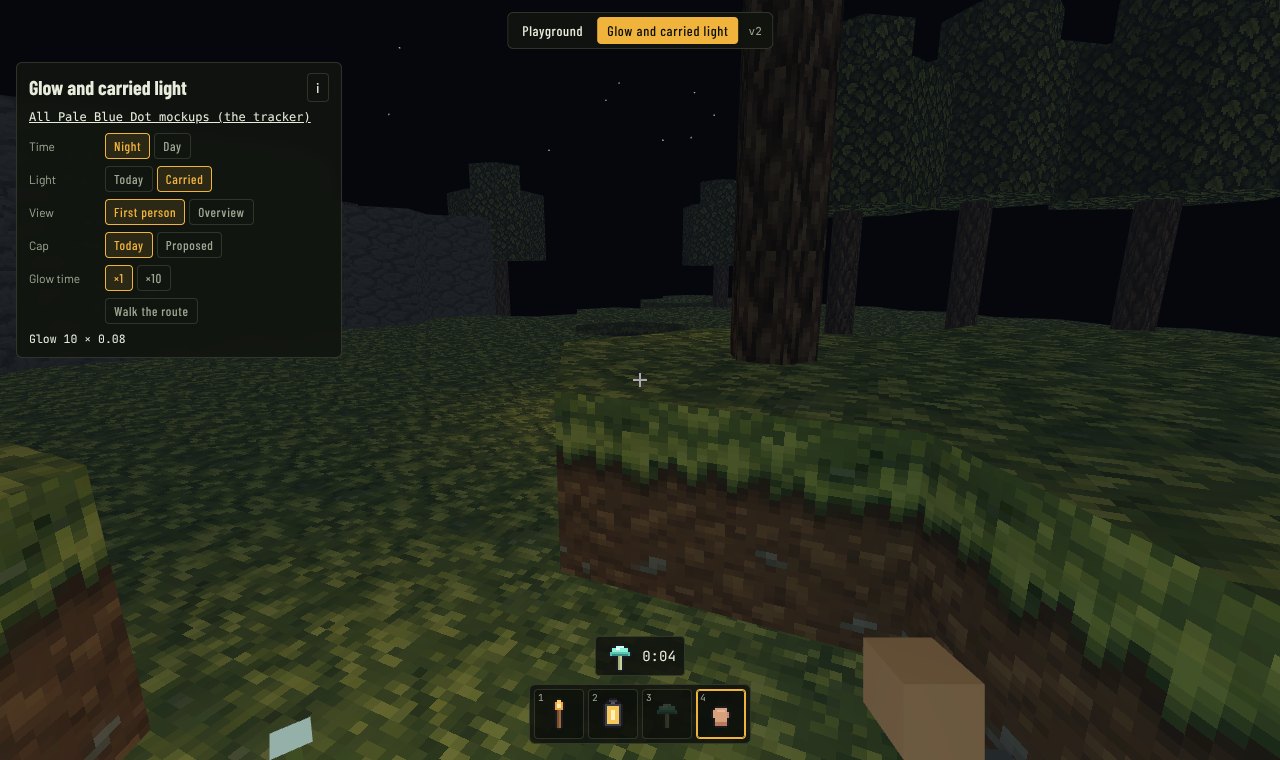 Playground Glow and carried light v2
Glow and carried light i
All Pale Blue Dot mockups (the tracker)
Time Night Day
Light Today Carried
View First person Overview
Cap Today Proposed
Glow time ×1 ×10
Walk the route
Glow 10 × 0.08
0:04
1 2 3 4